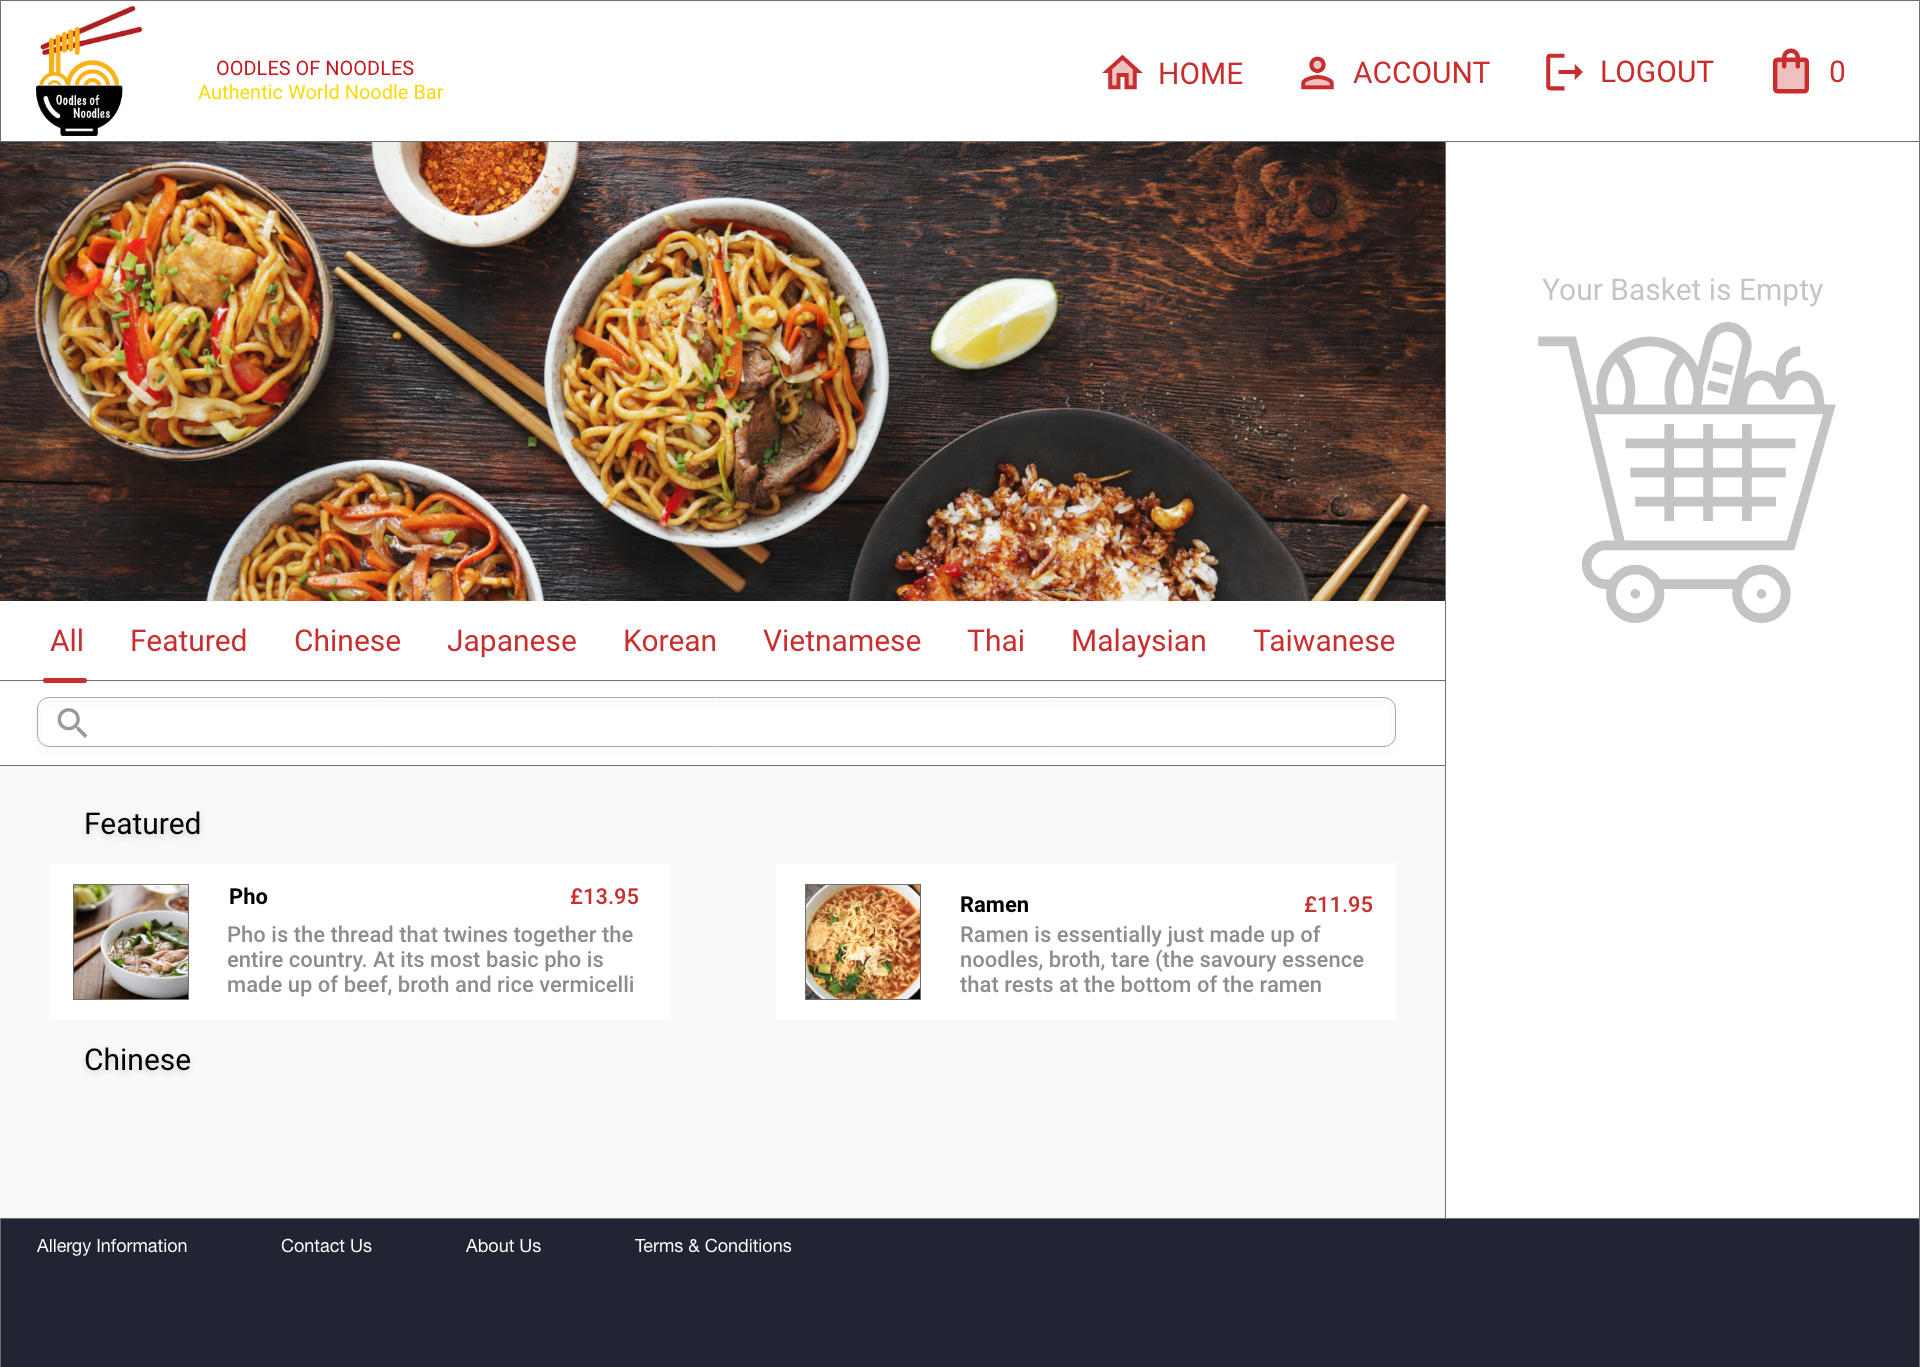 Oodles of
Noodles
OODLES OF NOODLES
Authentic World Noodle Bar
HOME
ACCOUNT
LOGOUT
0
Your Basket is Empty
All
Featured
Chinese
Japanese
Korean
Vietnamese
Thai
Malaysian
Taiwanese
Featured
Pho
£13.95
Pho is the thread that twines together the
entire country. At its most basic pho is
made up of beef, broth and rice vermicelli
Ramen
£11.95
Ramen is essentially just made up of
noodles, broth, tare (the savoury essence
that rests at the bottom of the ramen
Chinese
Allergy Information
Contact Us
About Us
Terms & Conditions